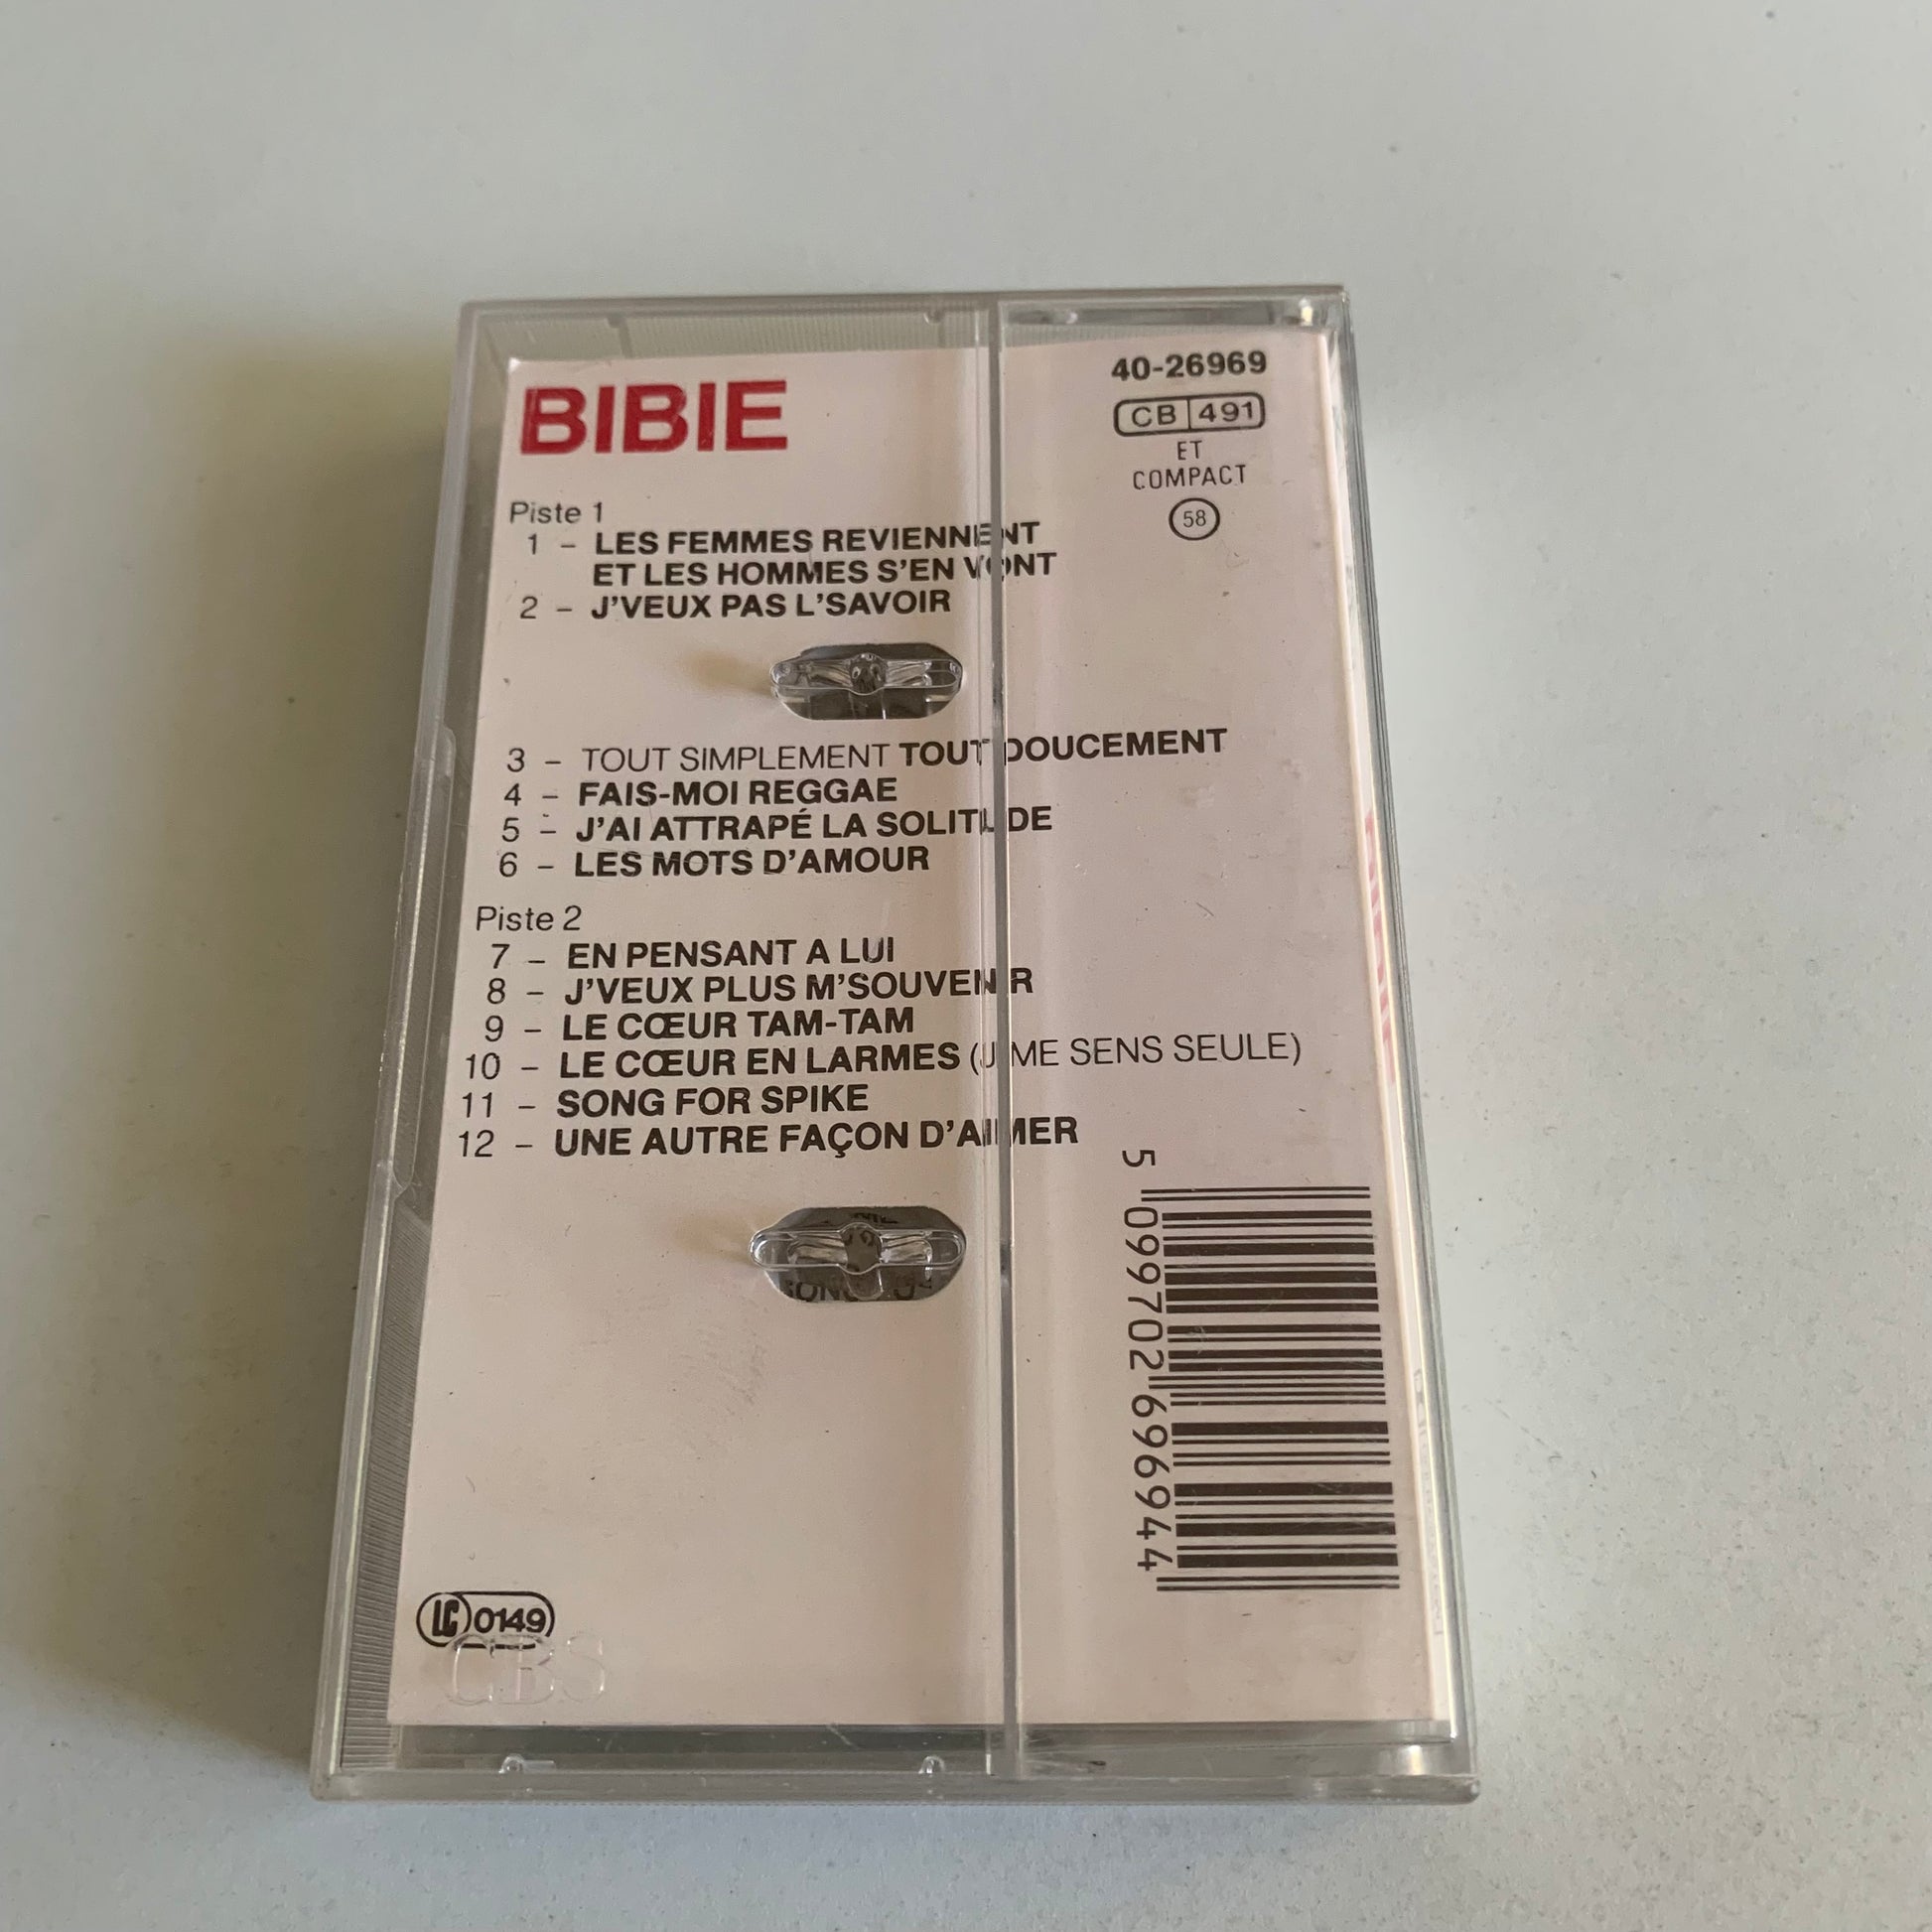 BIBIE
40-26969
CB 491
ET
COMPACT
58
Piste 1
1 – LES FEMMES REVIENNENT
ET LES HOMMES S'EN VONT
2 – J'VEUX PAS L'SAVOIR
3 – TOUT SIMPLEMENT TOUT DOUCEMENT
4 – FAIS-MOI REGGAE
5 – J'AI ATTRAPÉ LA SOLITUDE
6 – LES MOTS D'AMOUR
Piste 2
7 – EN PENSANT A LUI
8 – J'VEUX PLUS M'SOUVENIR
9 – LE CŒUR TAM-TAM
10 – LE CŒUR EN LARMES (J'ME SENS SEULE)
11 – SONG FOR SPIKE
12 – UNE AUTRE FAÇON D'AIMER
5 099702 696944
LC 0149
CBS
BIBIE